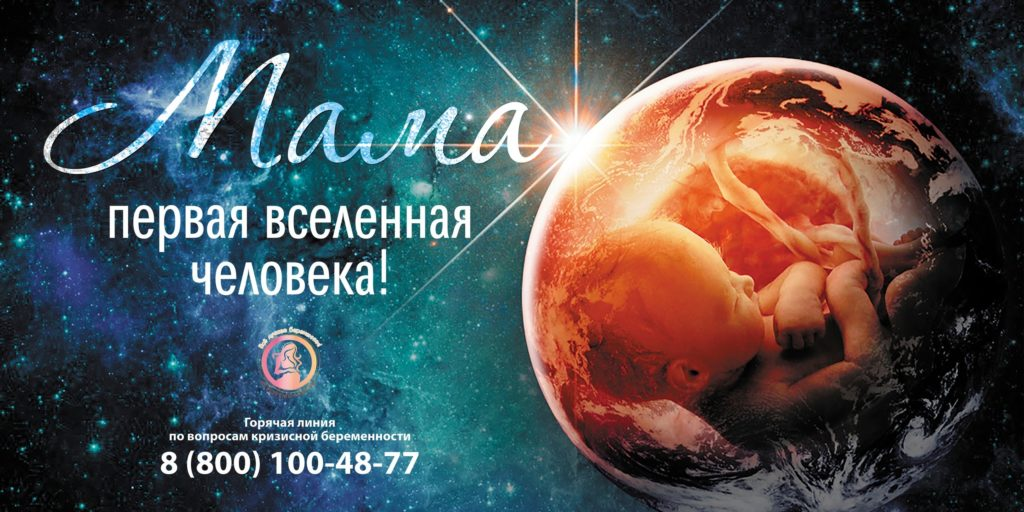 Мама
первая вселенная
человека!
Горячая линия
по вопросам кризисной беременности
8 (800) 100-48-77